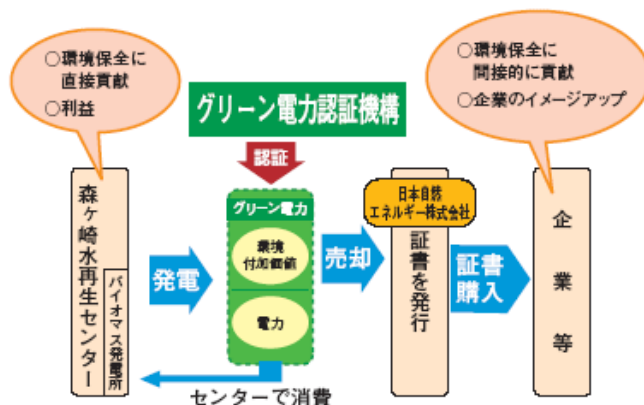 ○環境保全に
直接貢献
○利益
○環境保全に
間接的に貢献
○企業のイメージアップ
グリーン電力認証機構
認証
森ヶ崎水再生センター
バイオマス発電所
発電
グリーン電力
環境
付加価値
電力
売却
日本自然
エネルギー株式会社
証書を発行
証書
購入
企業等
センターで消費